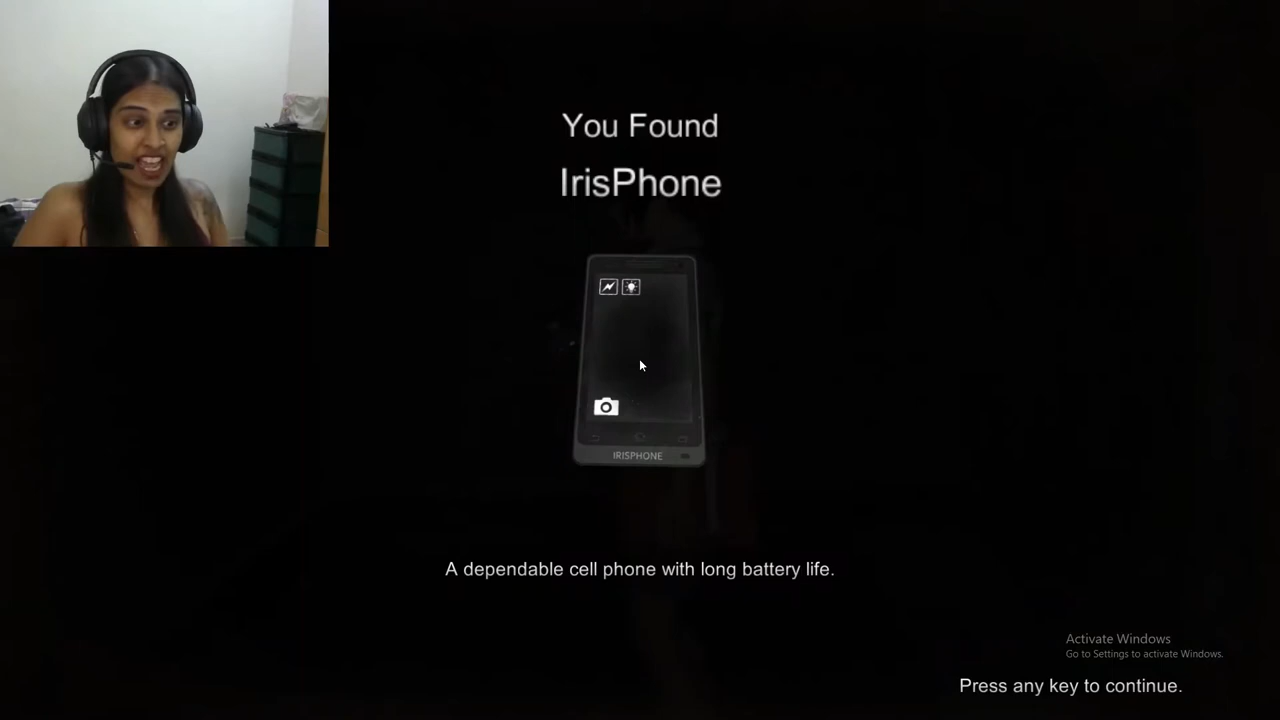 You Found
IrisPhone
IRISPHONE
A dependable cell phone with long battery life.
Activate Windows
Go to Settings to activate Windows.
Press any key to continue.